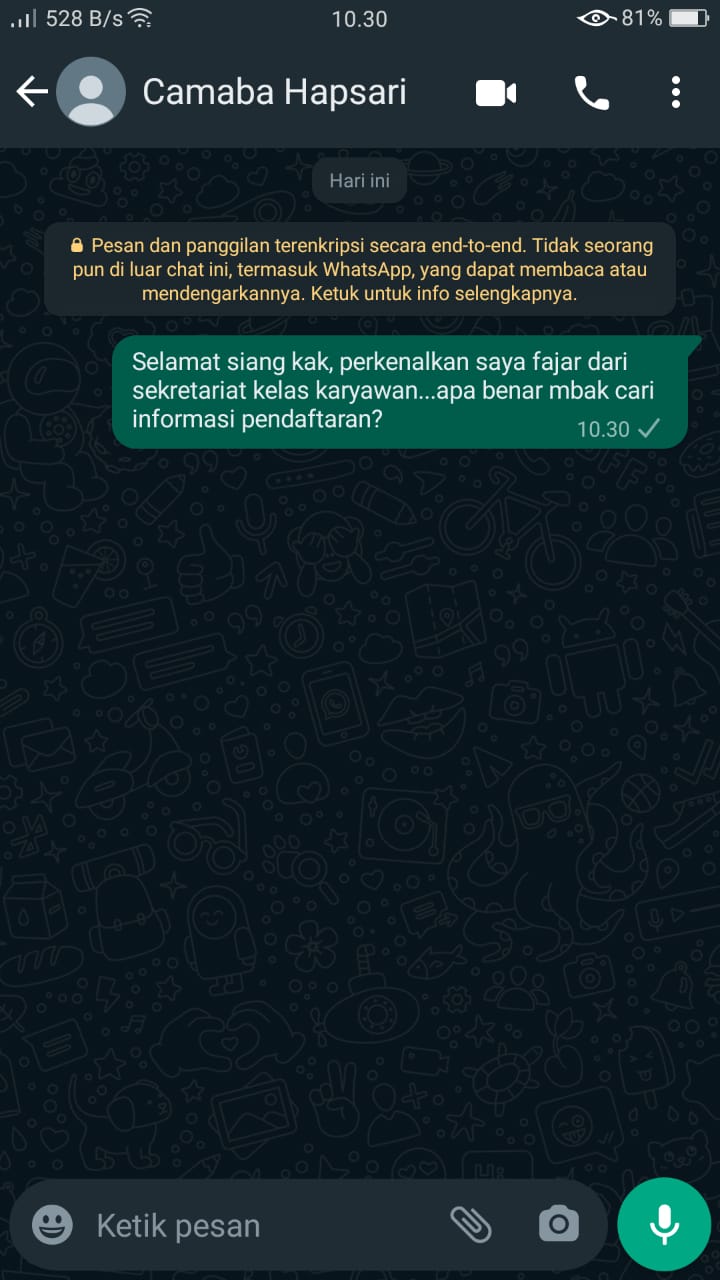 528 B/s 10.30 81%
Camaba Hapsari
Hari ini
Pesan dan panggilan terenkripsi secara end-to-end. Tidak seorang
pun di luar chat ini, termasuk WhatsApp, yang dapat membaca atau
mendengarkannya. Ketuk untuk info selengkapnya.
Selamat siang kak, perkenalkan saya fajar dari
sekretariat kelas karyawan...apa benar mbak cari
informasi pendaftaran?
10.30
Ketik pesan